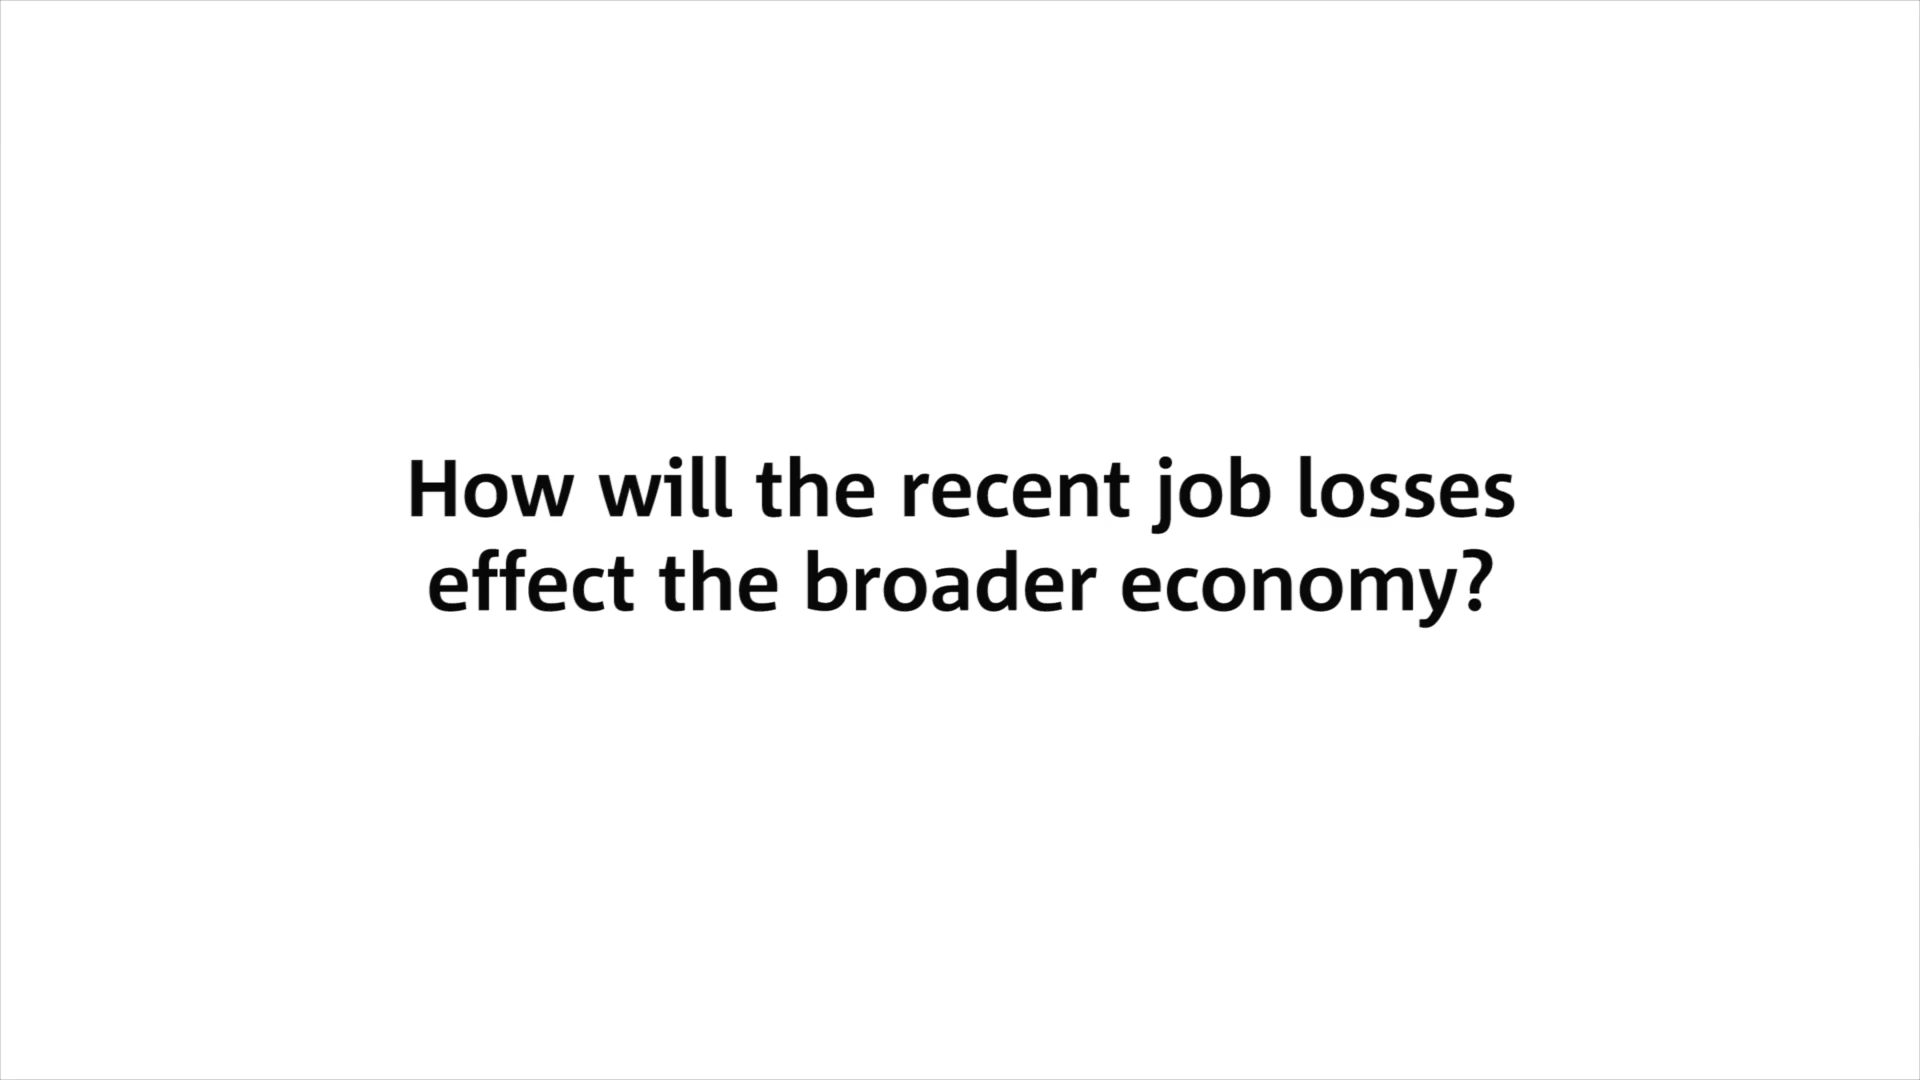 How will the recent job losses
effect the broader economy?